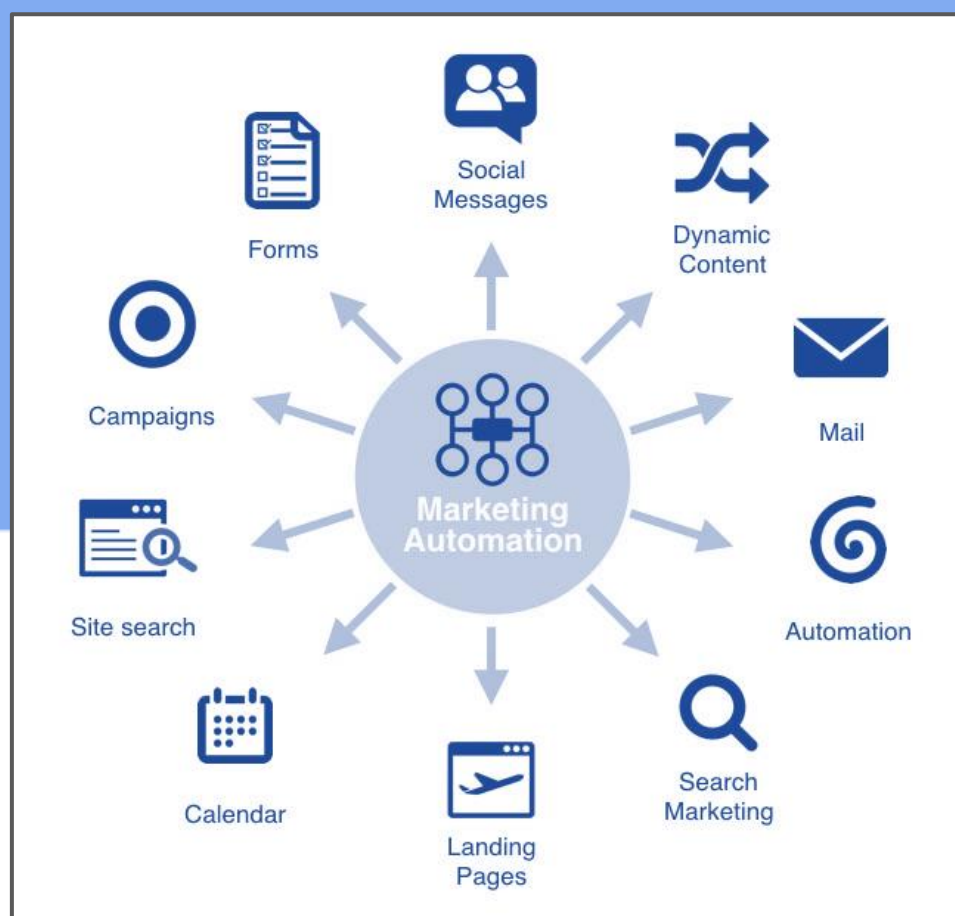 Social
Messages
Dynamic
Content
Forms
Mail
Campaigns
Marketing
Automation
Automation
Site search
Search
Marketing
Calendar
Landing
Pages